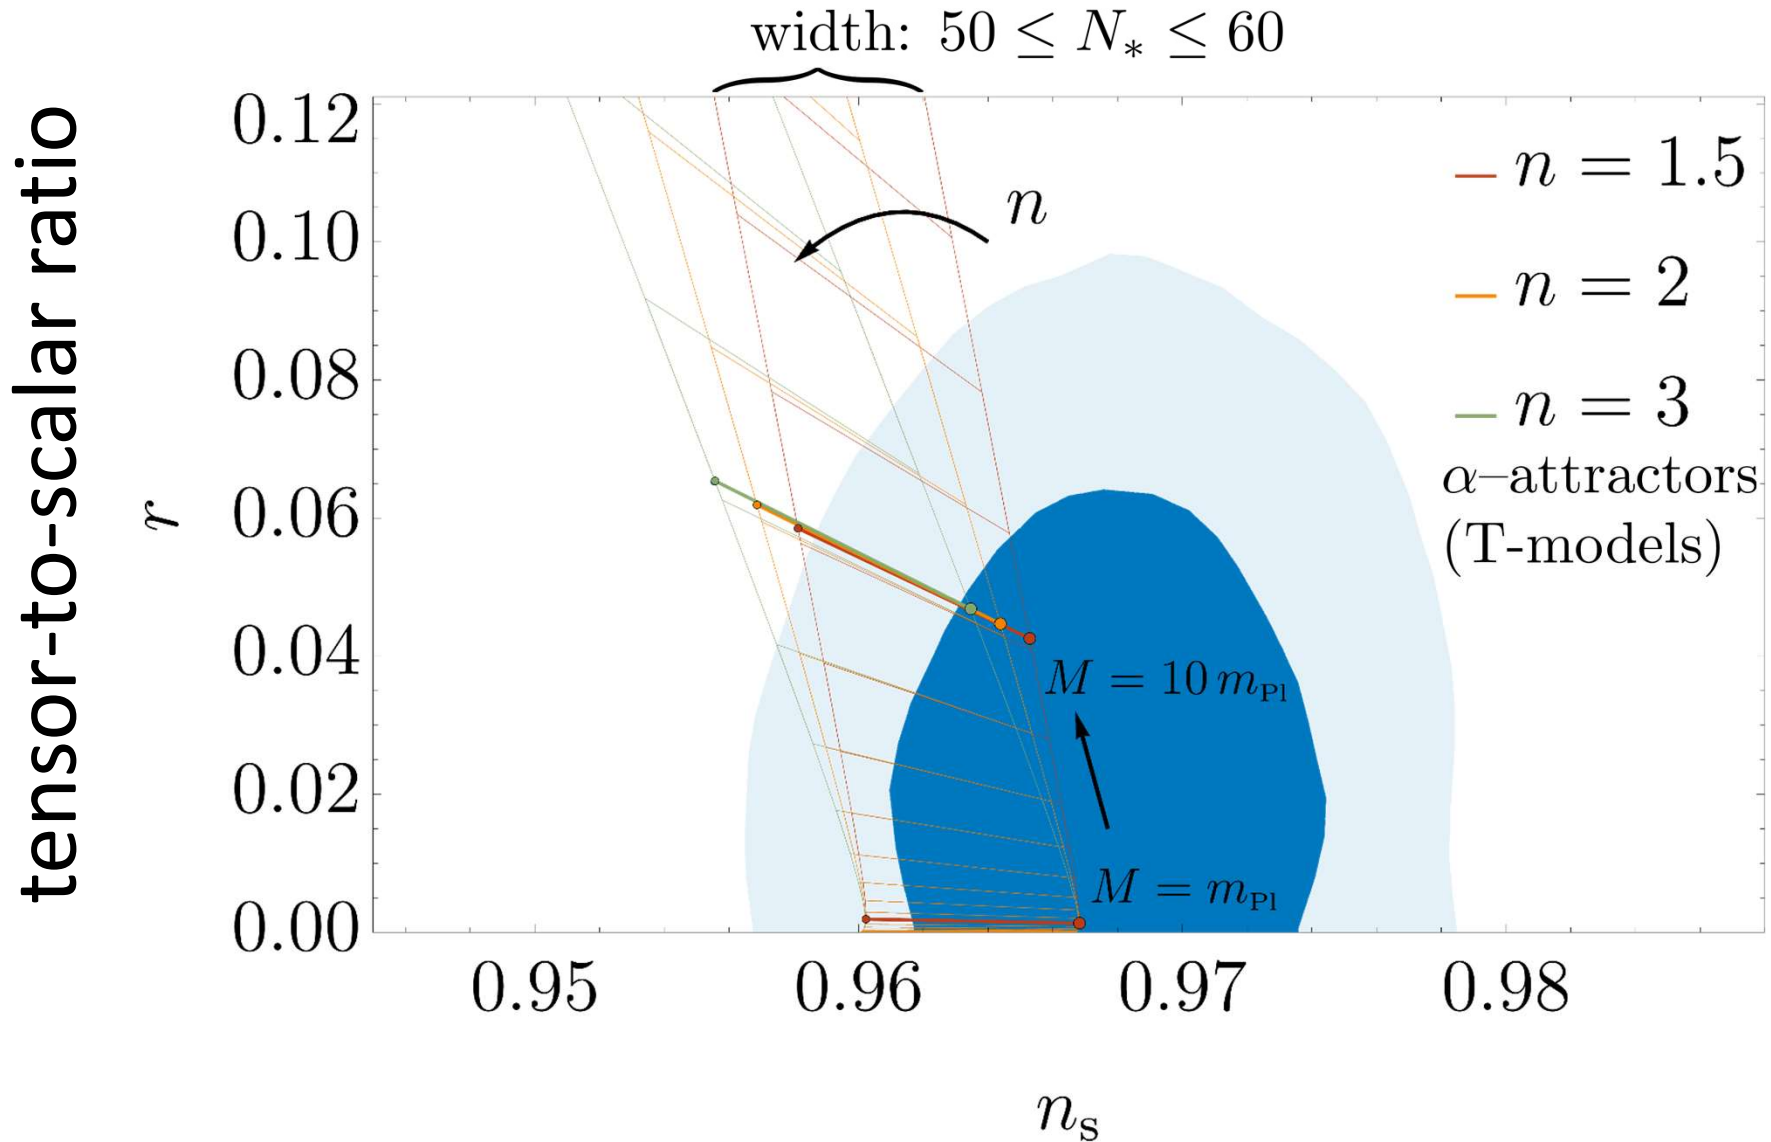 width: 50 ≤ N* ≤ 60
tensor-to-scalar ratio
r
0.12
0.10
0.08
0.06
0.04
0.02
0.00
n
n = 1.5
n = 2
n = 3
α–attractors
(T-models)
M = 10 mPl
M = mPl
0.95 0.96 0.97 0.98
ns